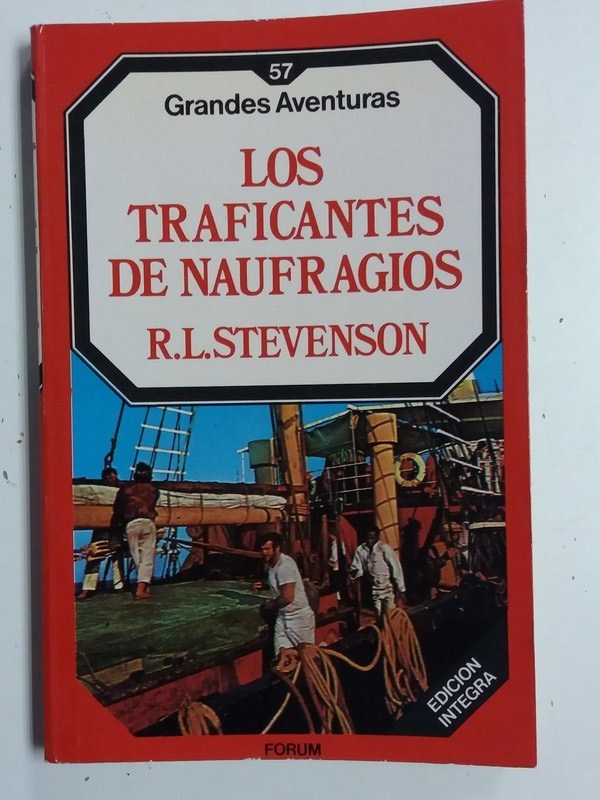 57
Grandes Aventuras
LOS
TRAFICANTES
DE NAUFRAGIOS
R.L.STEVENSON
EDICION
INTEGRA
FORUM